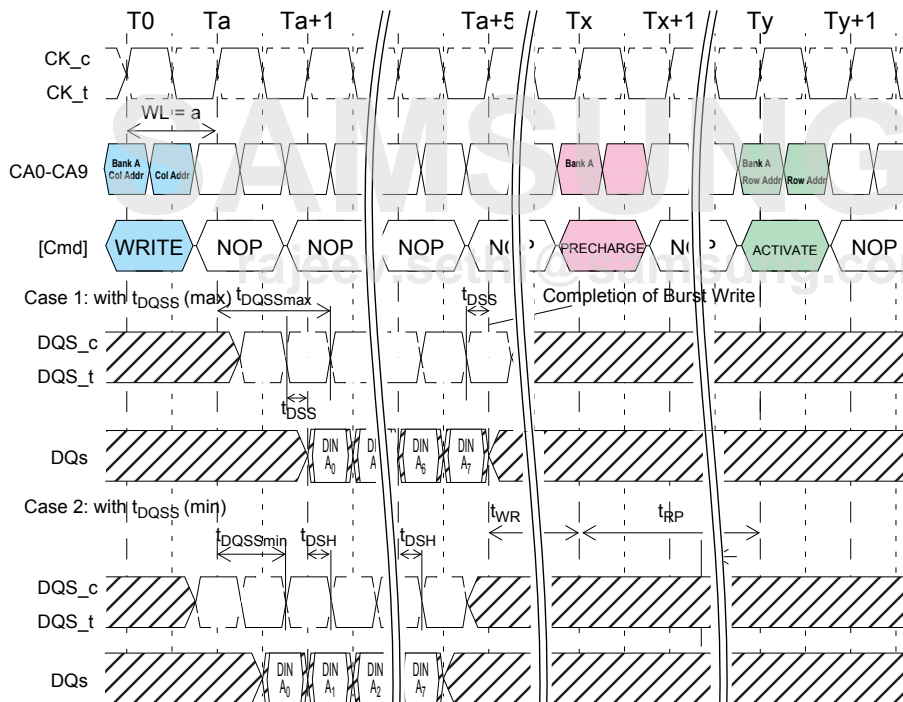 T0 Ta Ta+1 Ta+5 Tx Tx+1 Ty Ty+1
CK_c
CK_t
WL = a
SAMSUNG
CA0-CA9 Bank A Col Addr Col Addr Bank A Bank A Row Addr Row Addr
[Cmd] WRITE NOP NOP NOP NOP PRECHARGE NOP ACTIVATE NOP
rajeev.sethi@samsung.co
Case 1: with tDQSS (max) tDQSSmax tDSS Completion of Burst Write
DQS_c
DQS_t
tDSS
DQs DIN A0 DIN A DIN A6 DIN A7
Case 2: with tDQSS (min) tWR tRP
tDQSSmin tDSH tDSH
DQS_c
DQS_t
DQs DIN A0 DIN A1 DIN A2 DIN A7